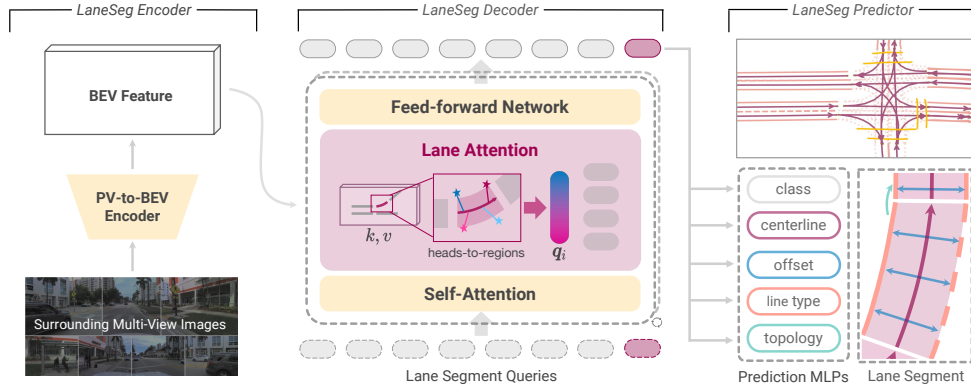 LaneSeg Encoder
BEV Feature
PV-to-BEV
Encoder
Surrounding Multi-View Images
LaneSeg Decoder
Feed-forward Network
Lane Attention
k, v
heads-to-regions
q_i
Self-Attention
Lane Segment Queries
LaneSeg Predictor
class
centerline
offset
line type
topology
Prediction MLPs
Lane Segment